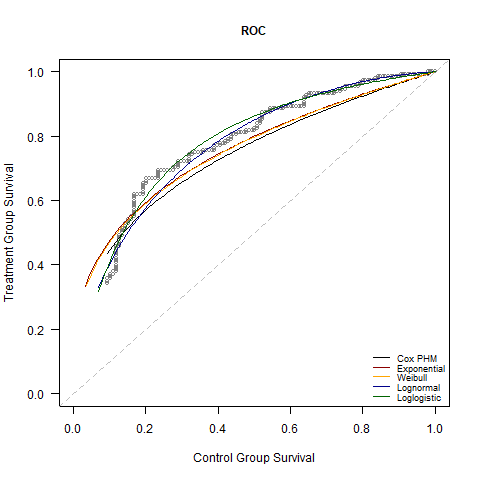 ROC
Treatment Group Survival
1.0
0.8
0.6
0.4
0.2
0.0
Cox PHM
Exponential
Weibull
Lognormal
Loglogistic
0.0 0.2 0.4 0.6 0.8 1.0
Control Group Survival